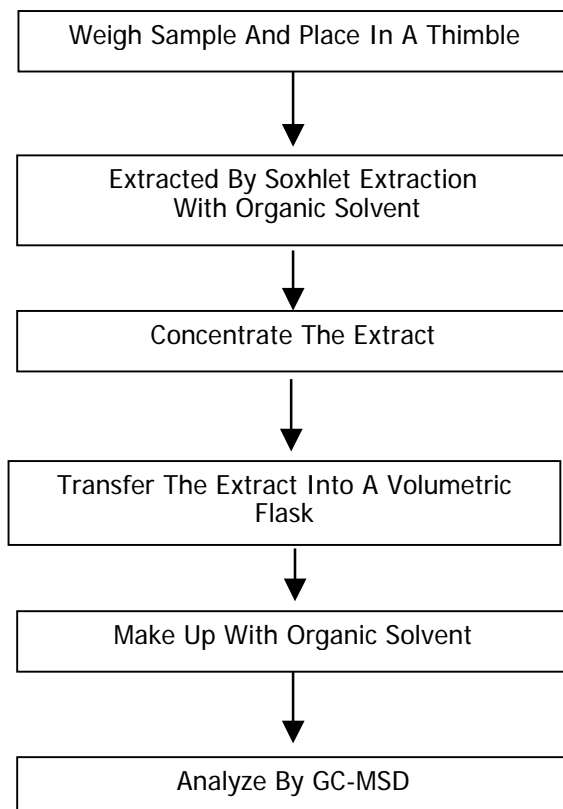 Weigh Sample And Place In A Thimble
Extracted By Soxhlet Extraction
With Organic Solvent
Concentrate The Extract
Transfer The Extract Into A Volumetric
Flask
Make Up With Organic Solvent
Analyze By GC-MSD